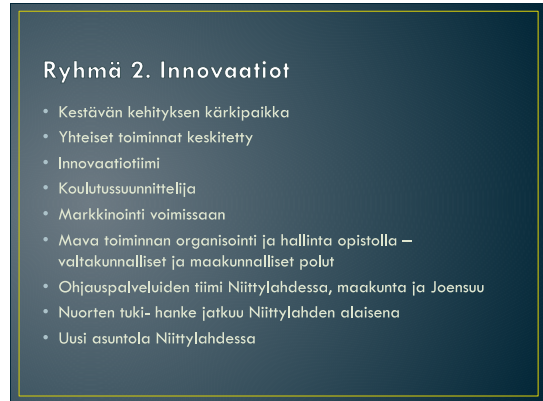 Ryhmä 2. Innovaatiot
• Kestävän kehityksen kärkipaikka
• Yhteiset toiminnat keskitetty
• Innovaatiotiimi
• Koulutussuunnittelija
• Markkinointi voimissaan
• Mava toiminnan organisointi ja hallinta opistolla –
valtakunnalliset ja maakunnalliset polut
• Ohjauspalveluiden tiimi Niittylahdessa, maakunta ja Joensuu
• Nuorten tuki- hanke jatkuu Niittylahden alaisena
• Uusi asuntola Niittylahdessa